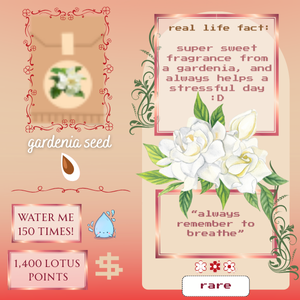 gardenia seed
WATER ME
150 TIMES!
1,400 LOTUS
POINTS
$
real life fact:
super sweet
fragrance from
a gardenia, and
always helps a
stressful day
:D
"always
remember to
breathe"
rare